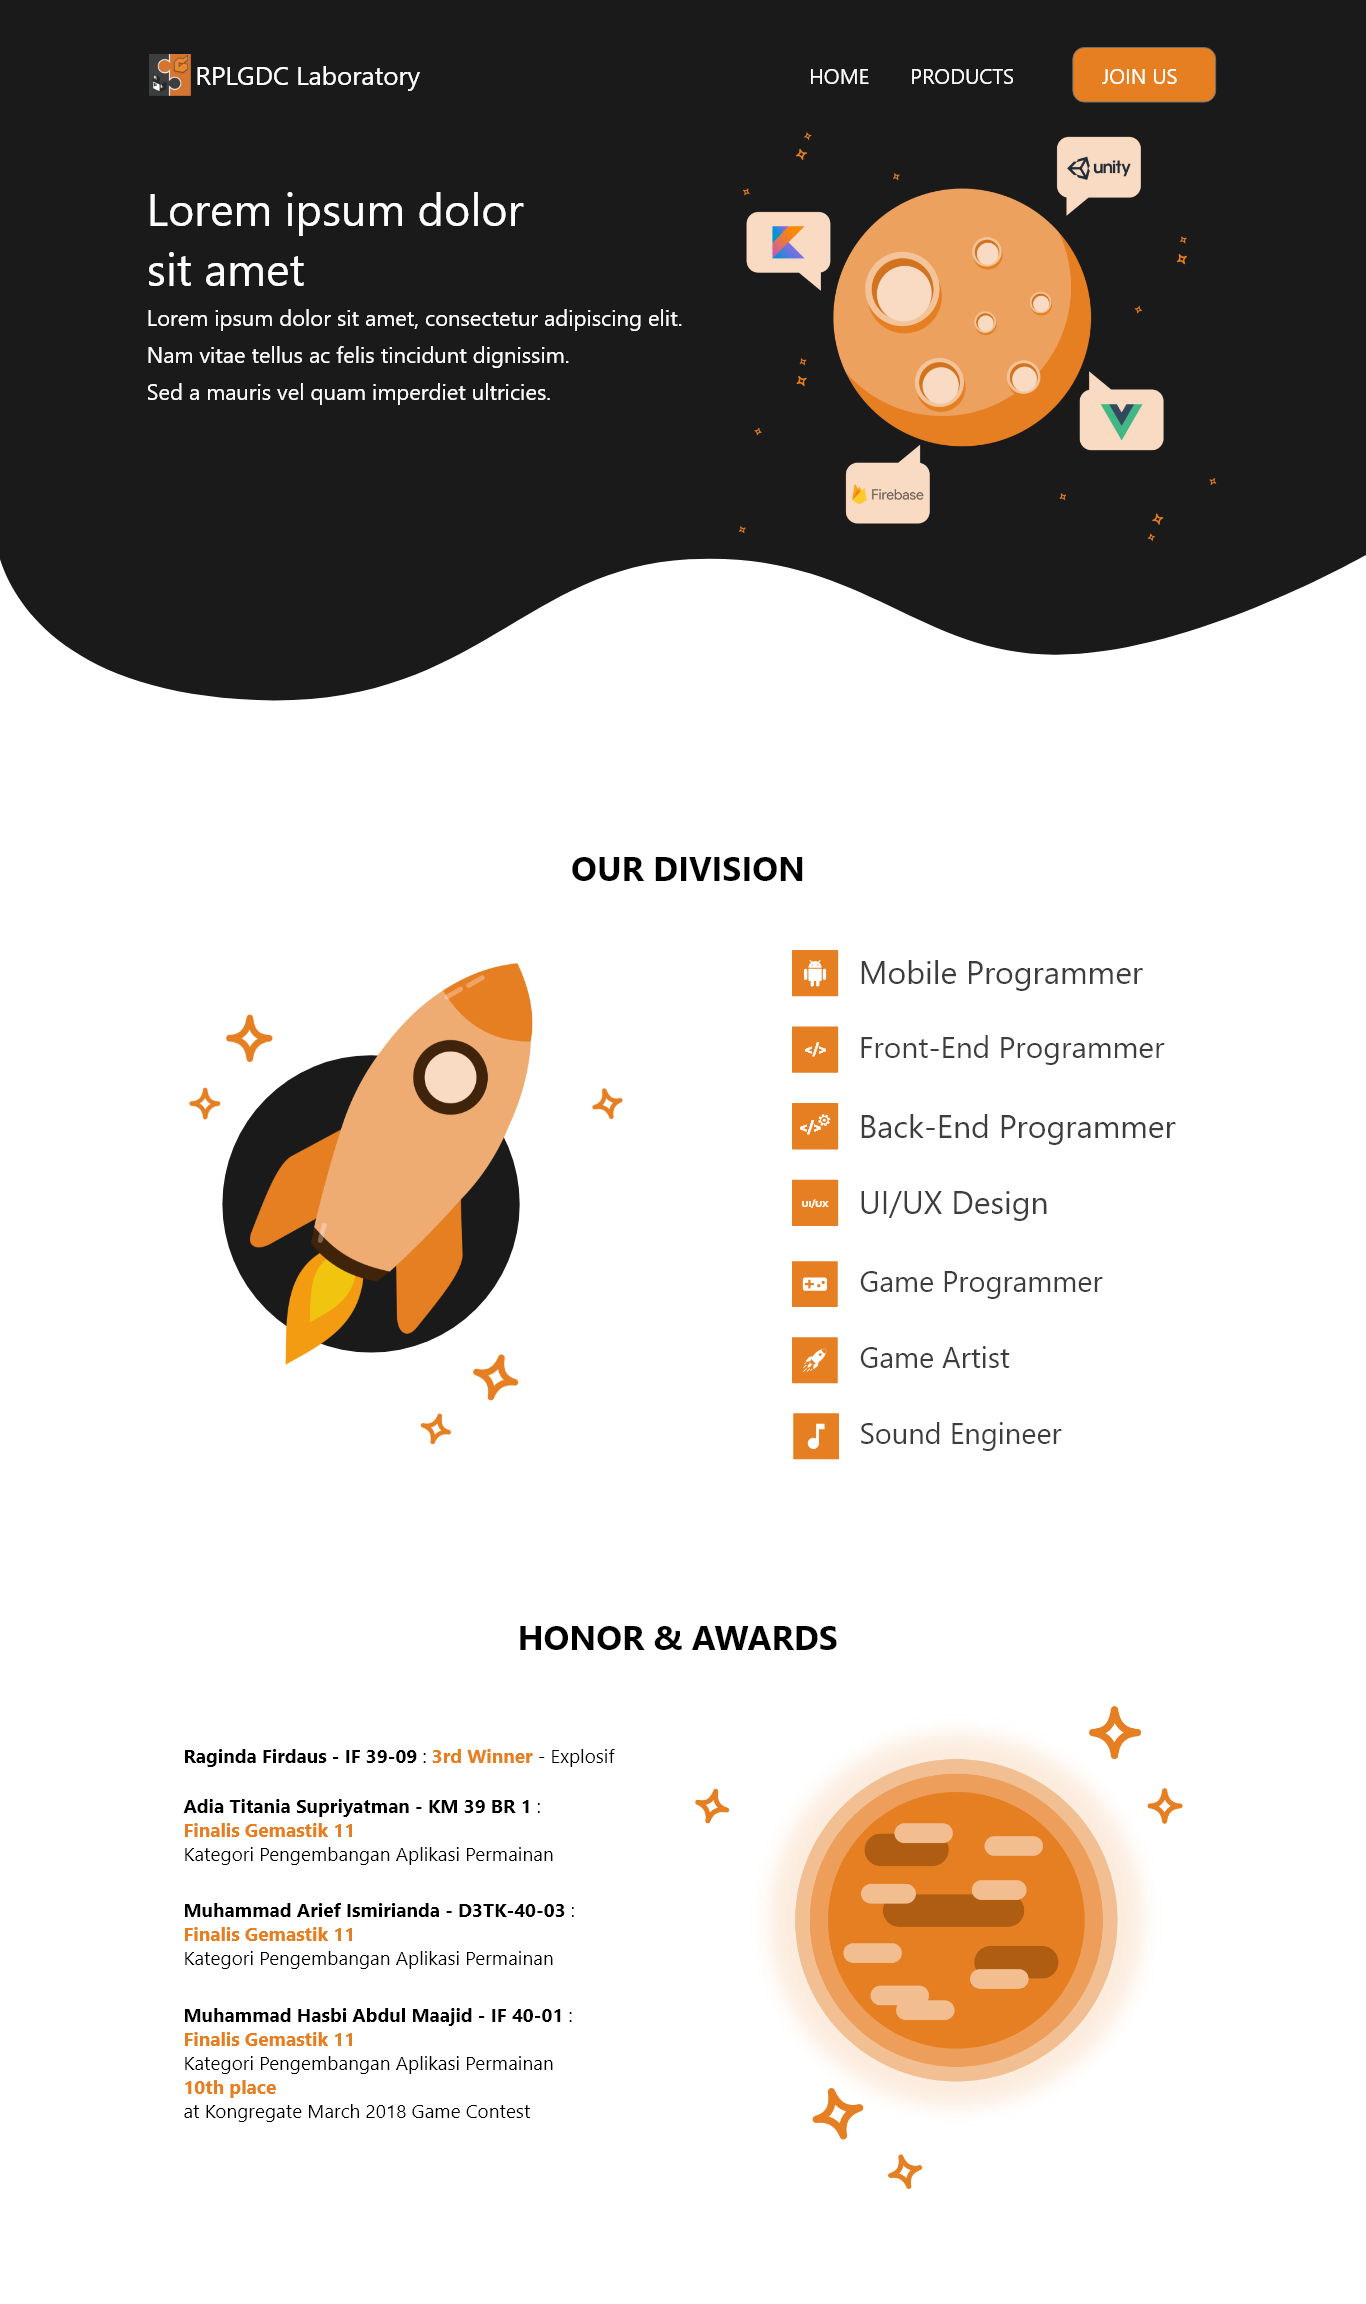 RPLGDC Laboratory
HOME
PRODUCTS
JOIN US
Lorem ipsum dolor
sit amet
Lorem ipsum dolor sit amet, consectetur adipiscing elit.
Nam vitae tellus ac felis tincidunt dignissim.
Sed a mauris vel quam imperdiet ultricies.
unity
Firebase
OUR DIVISION
Mobile Programmer
</> Front-End Programmer
</> Back-End Programmer
UI/UX UI/UX Design
Game Programmer
Game Artist
Sound Engineer
HONOR & AWARDS
Raginda Firdaus - IF 39-09 : 3rd Winner - Explosif
Adia Titania Supriyatman - KM 39 BR 1 :
Finalis Gemastik 11
Kategori Pengembangan Aplikasi Permainan
Muhammad Arief Ismirianda - D3TK-40-03 :
Finalis Gemastik 11
Kategori Pengembangan Aplikasi Permainan
Muhammad Hasbi Abdul Maajid - IF 40-01 :
Finalis Gemastik 11
Kategori Pengembangan Aplikasi Permainan
10th place
at Kongregate March 2018 Game Contest